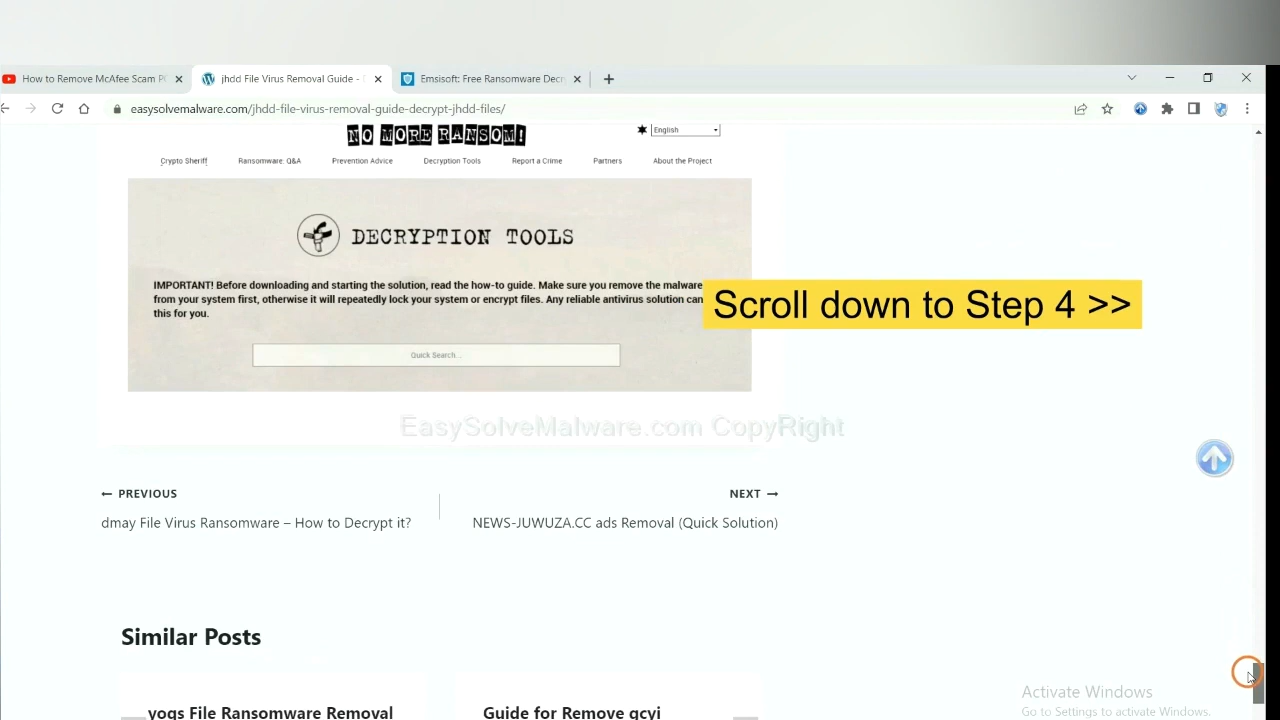 How to Remove McAfee Scam P
jhdd File Virus Removal Guide -
Emsisoft: Free Ransomware Decr
easysolvemalware.com/jhdd-file-virus-removal-guide-decrypt-jhdd-files/
NO MORE RANSOM!
English
Crypto Sheriff
Ransomware: Q&A
Prevention Advice
Decryption Tools
Report a Crime
Partners
About the Project
DECRYPTION TOOLS
IMPORTANT! Before downloading and starting the solution, read the how-to guide. Make sure you remove the malware
from your system first, otherwise it will repeatedly lock your system or encrypt files. Any reliable antivirus solution can
this for you.
Scroll down to Step 4 >>
Quick Search...
EasySolveMalware.com CopyRight
← PREVIOUS
NEXT →
dmay File Virus Ransomware – How to Decrypt it?
NEWS-JUWUZA.CC ads Removal (Quick Solution)
Similar Posts
Activate Windows
Go to Settings to activate Windows.
yoqs File Ransomware Removal
Guide for Remove qcyi